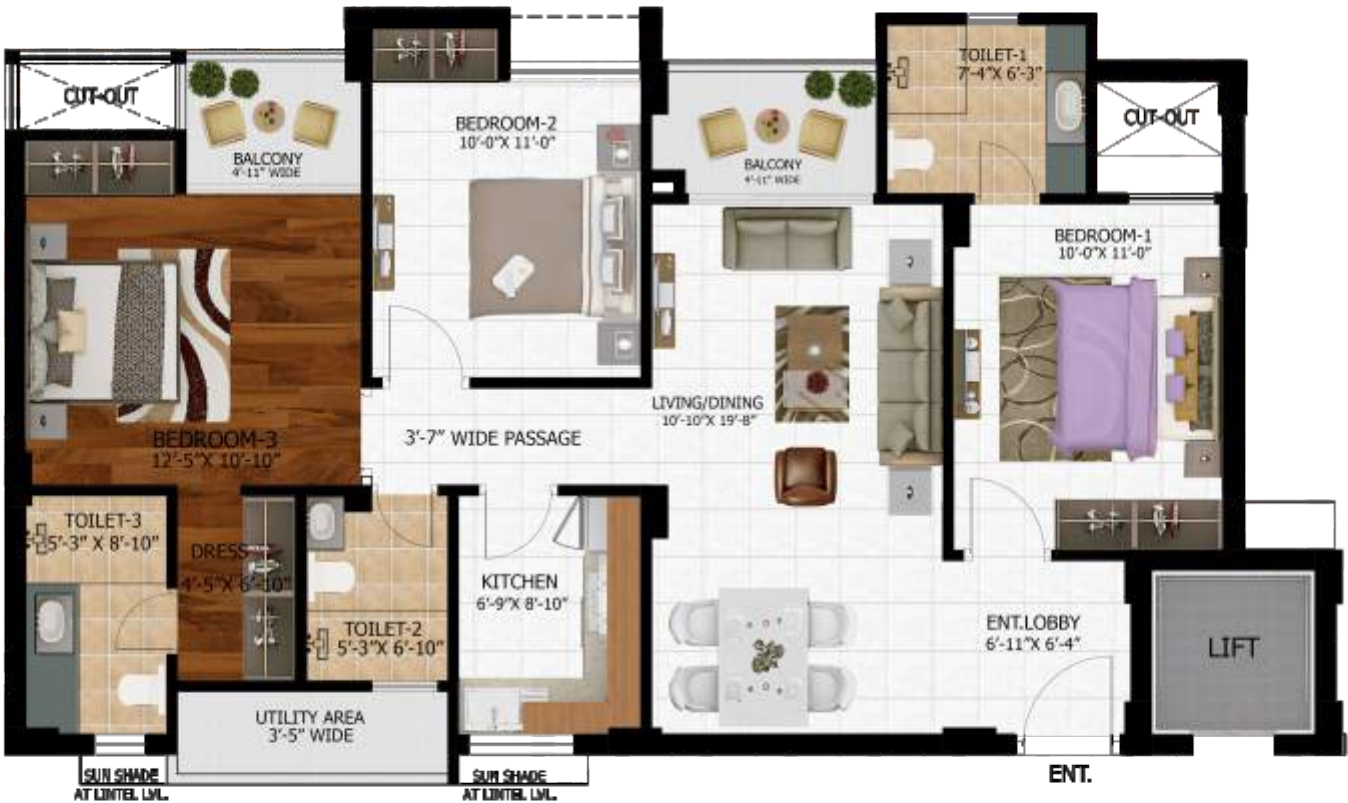 CUT-OUT
BALCONY
4'-11" WIDE
BEDROOM-2
10'-0"X 11'-0"
BALCONY
4'-11" WIDE
TOILET-1
7'-4"X 6'-3"
CUT-OUT
BEDROOM-1
10'-0"X 11'-0"
BEDROOM-3
12'-5"X 10'-10"
3'-7" WIDE PASSAGE
LIVING/DINING
10'-10"X 19'-8"
TOILET-3
5'-3" X 8'-10"
DRESS
4'-5"X 6'-10"
TOILET-2
5'-3"X 6'-10"
KITCHEN
6'-9"X 8'-10"
ENT.LOBBY
6'-11"X 6'-4"
LIFT
UTILITY AREA
3'-5" WIDE
SUN SHADE
AT LINTEL LVL.
SUN SHADE
AT LINTEL LVL.
ENT.